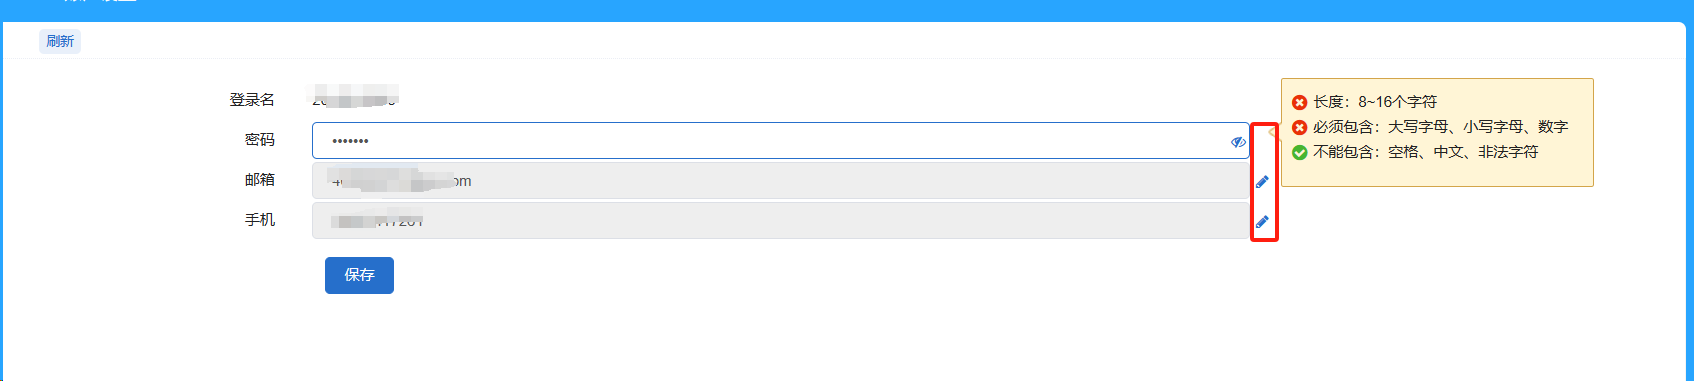 刷新
登录名
密码 •••••••
邮箱 om
手机
保存
长度：8~16个字符
必须包含：大写字母、小写字母、数字
不能包含：空格、中文、非法字符